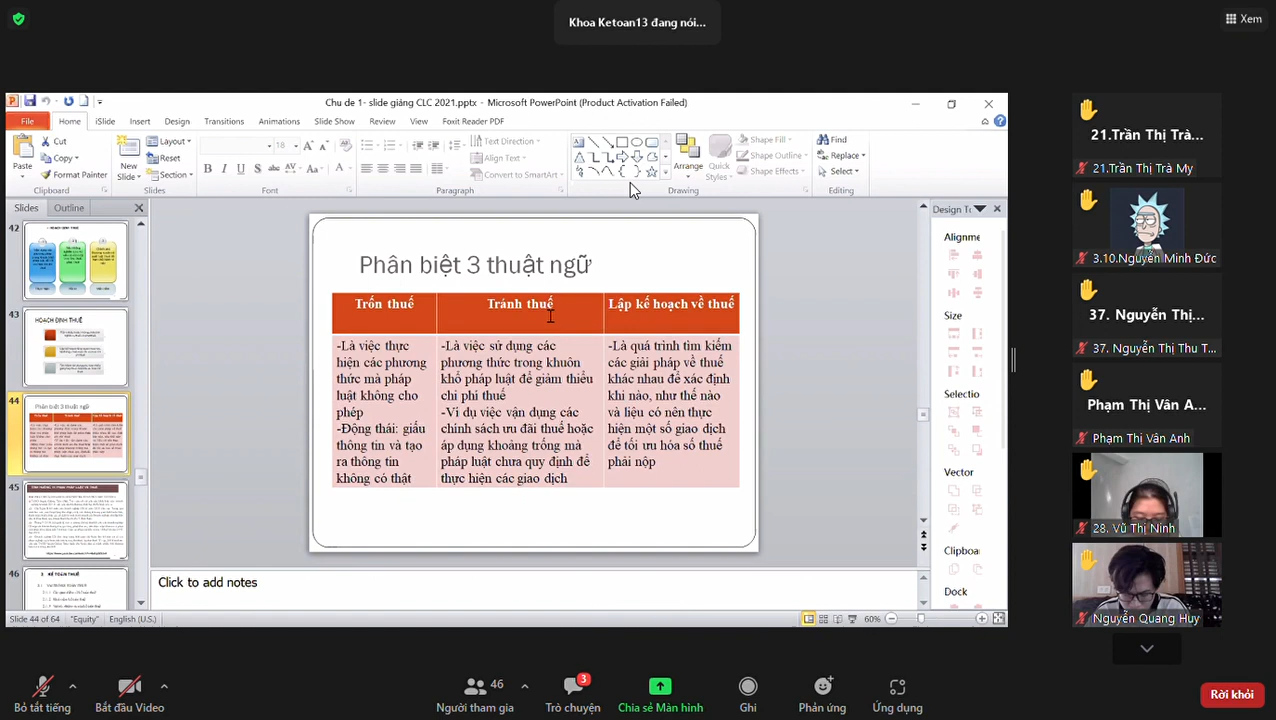 Khoa Ketoan13 đang nói...
Xem
Chu de 1- slide giảng CLC 2021.pptx - Microsoft PowerPoint (Product Activation Failed)
File Home iSlide Insert Design Transitions Animations Slide Show Review View Foxit Reader PDF
Paste
Cut
Copy
Format Painter
Clipboard
New
Slide
Layout
Reset
Section
Slides
18
Font
Paragraph
Text Direction
Align Text
Convert to SmartArt
Arrange
Quick
Styles
Shape Fill
Shape Outline
Shape Effects
Drawing
Find
Replace
Select
Editing
Slides Outline
42
43
HOẠCH ĐỊNH THUẾ
44
Phân biệt 3 thuật ngữ
45
46
Phân biệt 3 thuật ngữ
Trốn thuế
-Là việc thực
hiện các phương
thức mà pháp
luật không cho
phép
-Động thái: giấu
thông tin và tạo
ra thông tin
không có thật
Tránh thuế
-Là việc sử dụng các
phương thức trong khuôn
khổ pháp luật để giảm thiểu
chi phí thuế
-Ví dụ việc vận dụng các
chính sách ưu đãi thuế hoặc
áp dụng khoảng trống mà
pháp luật chưa quy định để
thực hiện các giao dịch
Lập kế hoạch về thuế
-Là quá trình tìm kiếm
các giải pháp về thuế
khác nhau để xác định
khi nào, như thế nào
và liệu có nên thực
hiện một số giao dịch
để tối ưu hóa số thuế
phải nộp
Click to add notes
Design To
Alignme
Size
Selectio
Vector
Clipboa
Dock
Slide 44 of 64 "Equity" English (U.S.) 60%
21.Trần Thị Trà...
21.Trần Thị Trà My
3.10.Nguyễn Minh Đức
37. Nguyễn Thị...
37. Nguyễn Thị Thu T...
Phạm Thị Vâ...
Phạm Thị Vân A...
28. Vũ Thị Ninh
Nguyễn Quang Huy
Bỏ tắt tiếng
Bắt đầu Video
46
Người tham gia
3
Trò chuyện
Chia sẻ Màn hình
Ghi
Phản ứng
Ứng dụng
Rời khỏi